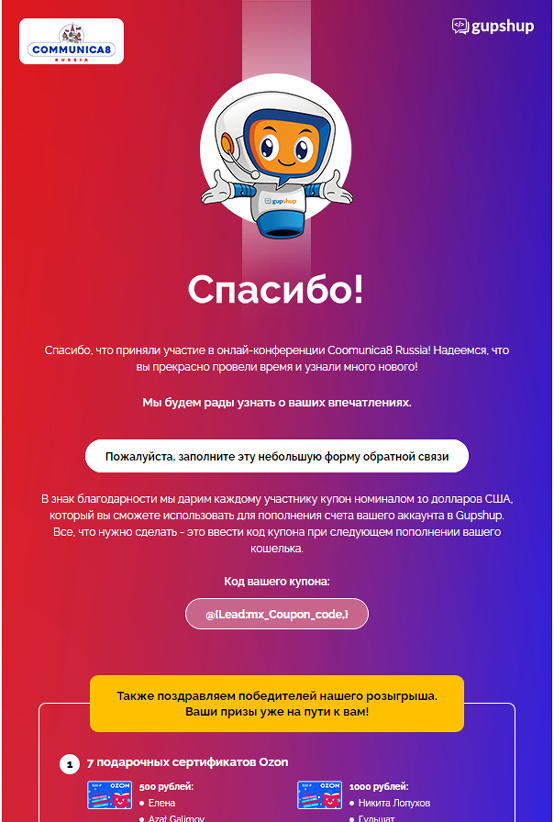 COMMUNICA8
RUSSIA
gupshup
gupshup
Спасибо!
Спасибо, что приняли участие в онлай-конференции Coomunica8 Russia! Надеемся, что
вы прекрасно провели время и узнали много нового!
Мы будем рады узнать о ваших впечатлениях.
Пожалуйста, заполните эту небольшую форму обратной связи
В знак благодарности мы дарим каждому участнику купон номиналом 10 долларов США,
который вы сможете использовать для пополнения счета вашего аккаунта в Gupshup.
Все, что нужно сделать - это ввести код купона при следующем пополнении вашего
кошелька.
Код вашего купона:
@{Lead:mx_Coupon_code,}
Также поздравляем победителей нашего розыгрыша.
Ваши призы уже на пути к вам!
1 7 подарочных сертификатов Ozon
OZON
500 рублей:
• Елена
• Azat Galimov
OZON
1000 рублей:
• Никита Лопухов
• Гульшат